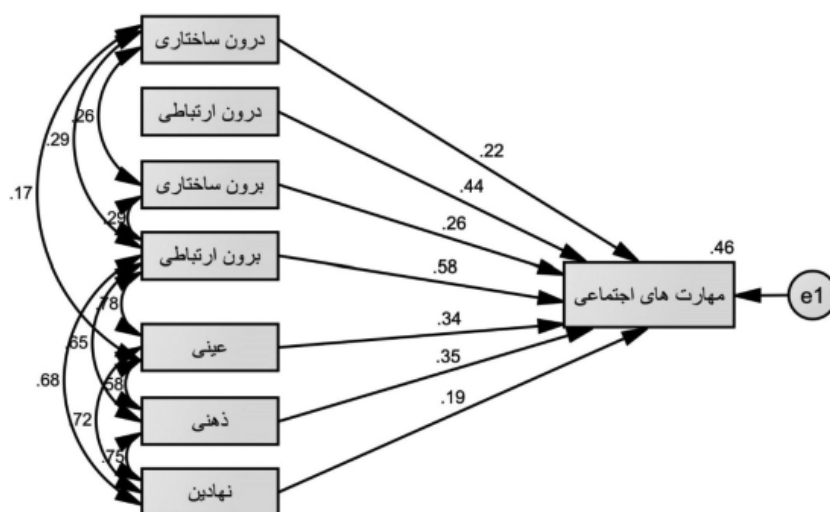 درون ساختاری
درون ارتباطی
برون ساختاری
برون ارتباطی
عینی
ذهنی
نهادین
مهارت های اجتماعی
e1
.22
.44
.26
.58
.34
.35
.19
.46
.26
.29
.17
.29
.78
.65
.68
.58
.72
.75